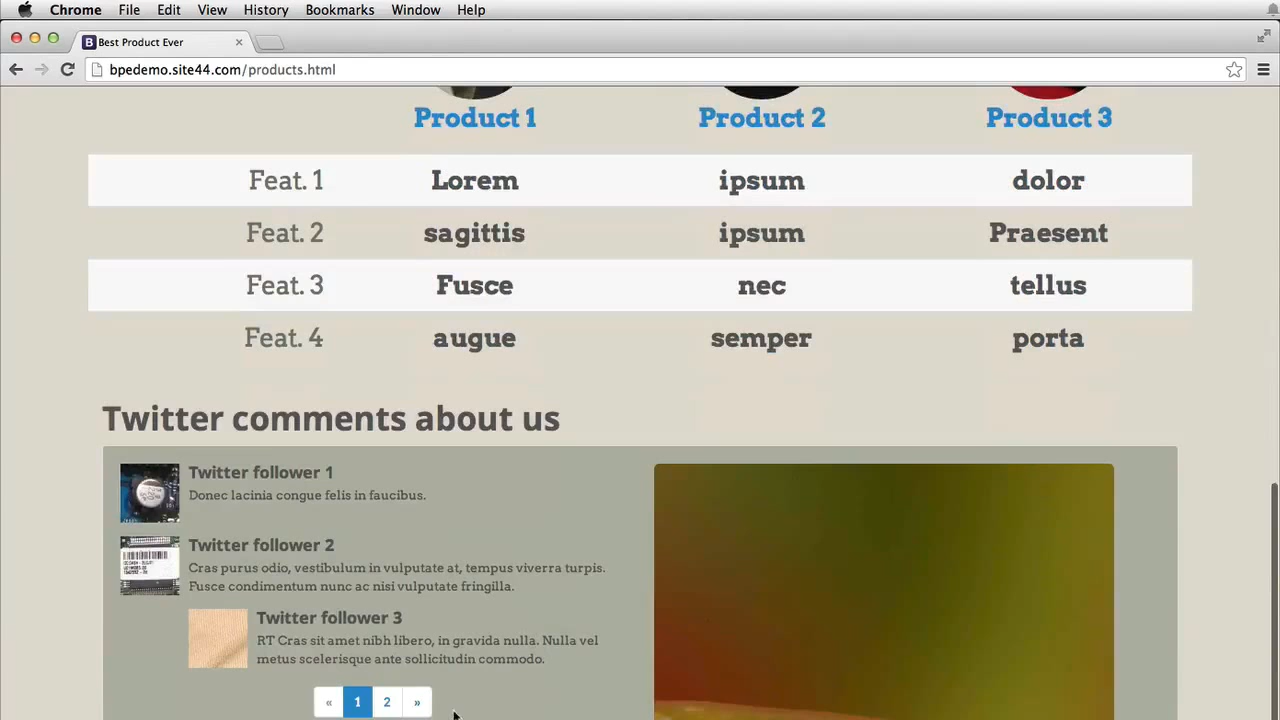 Chrome File Edit View History Bookmarks Window Help
B Best Product Ever ×
bpedemo.site44.com/products.html
Product 1 Product 2 Product 3
Feat. 1 Lorem ipsum dolor
Feat. 2 sagittis ipsum Praesent
Feat. 3 Fusce nec tellus
Feat. 4 augue semper porta
Twitter comments about us
Twitter follower 1
Donec lacinia congue felis in faucibus.
Twitter follower 2
Cras purus odio, vestibulum in vulputate at, tempus viverra turpis.
Fusce condimentum nunc ac nisi vulputate fringilla.
Twitter follower 3
RT Cras sit amet nibh libero, in gravida nulla. Nulla vel
metus scelerisque ante sollicitudin commodo.
« 1 2 »